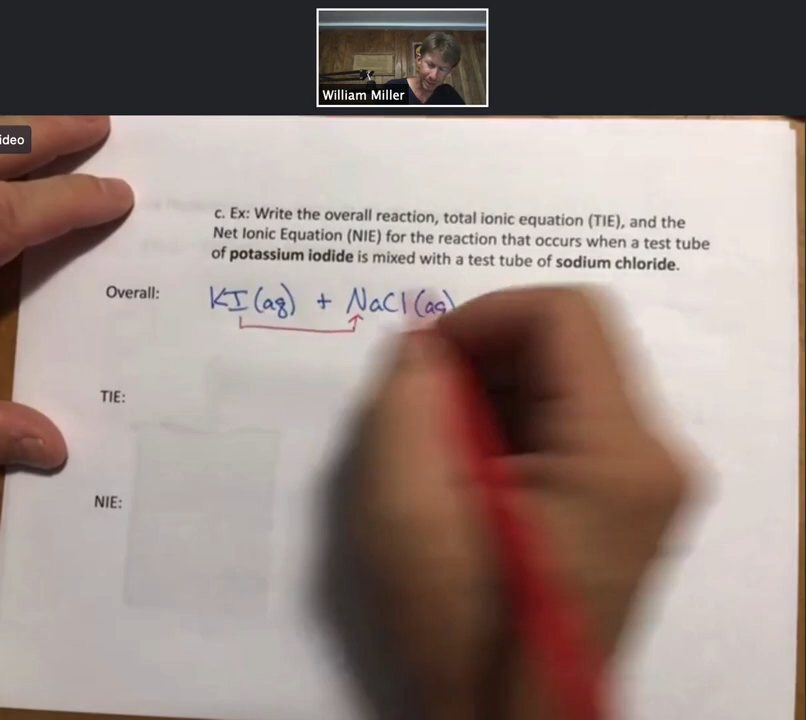 William Miller
ideo
c. Ex: Write the overall reaction, total ionic equation (TIE), and the
Net Ionic Equation (NIE) for the reaction that occurs when a test tube
of potassium iodide is mixed with a test tube of sodium chloride.
Overall: KI(aq) + NaCl(aq)
TIE:
NIE: